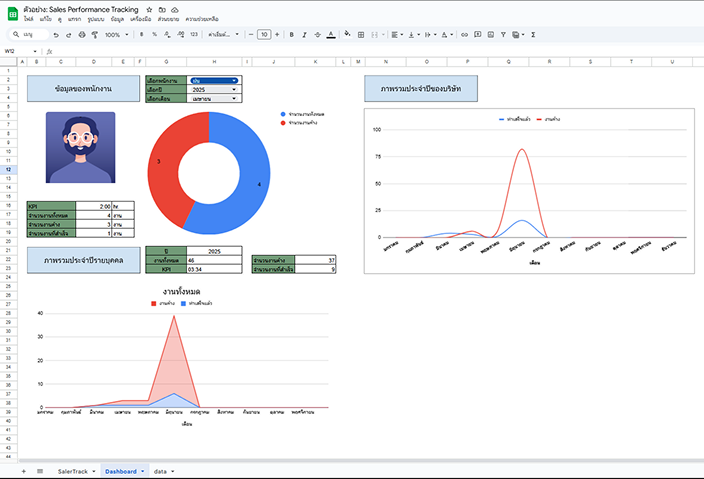 ตัวอย่าง: Sales Performance Tracking
ไฟล์ แก้ไข ดู แทรก รูปแบบ ข้อมูล เครื่องมือ ส่วนขยาย ความช่วยเหลือ
เมนู 100% ฿ % .0 .00 123 ค่าเริ่มต้... - 10 + B I S A
W12 fx
A B C D E F G H I J K L M N O P Q R S T U
ข้อมูลของพนักงาน
เลือกพนักงาน
เลือกปี 2025
เลือกเดือน เมษายน
ภาพรวมประจำปีของบริษัท
จำนวนงานทั้งหมด
จำนวนงานค้าง
3
4
KPI 2:00 hr.
จำนวนงานทั้งหมด 4 งาน
จำนวนงานค้าง 3 งาน
จำนวนงานที่สำเร็จ 1 งาน
ทำเสร็จแล้ว งานค้าง
100
75
50
25
0
มกราคม กุมภาพันธ์ มีนาคม เมษายน พฤษภาคม มิถุนายน กรกฎาคม สิงหาคม กันยายน ตุลาคม พฤศจิกายน ธันวาคม
เดือน
ภาพรวมประจำปีรายบุคคล
ปี 2025
งานทั้งหมด 46
KPI 03:34
จำนวนงานค้าง 37
จำนวนงานที่สำเร็จ 9
งานทั้งหมด
งานค้าง ทำเสร็จแล้ว
40
30
20
10
0
มกราคม กุมภาพันธ์ มีนาคม เมษายน พฤษภาคม มิถุนายน กรกฎาคม สิงหาคม กันยายน ตุลาคม พฤศจิกายน
เดือน
SalerTrack Dashboard data